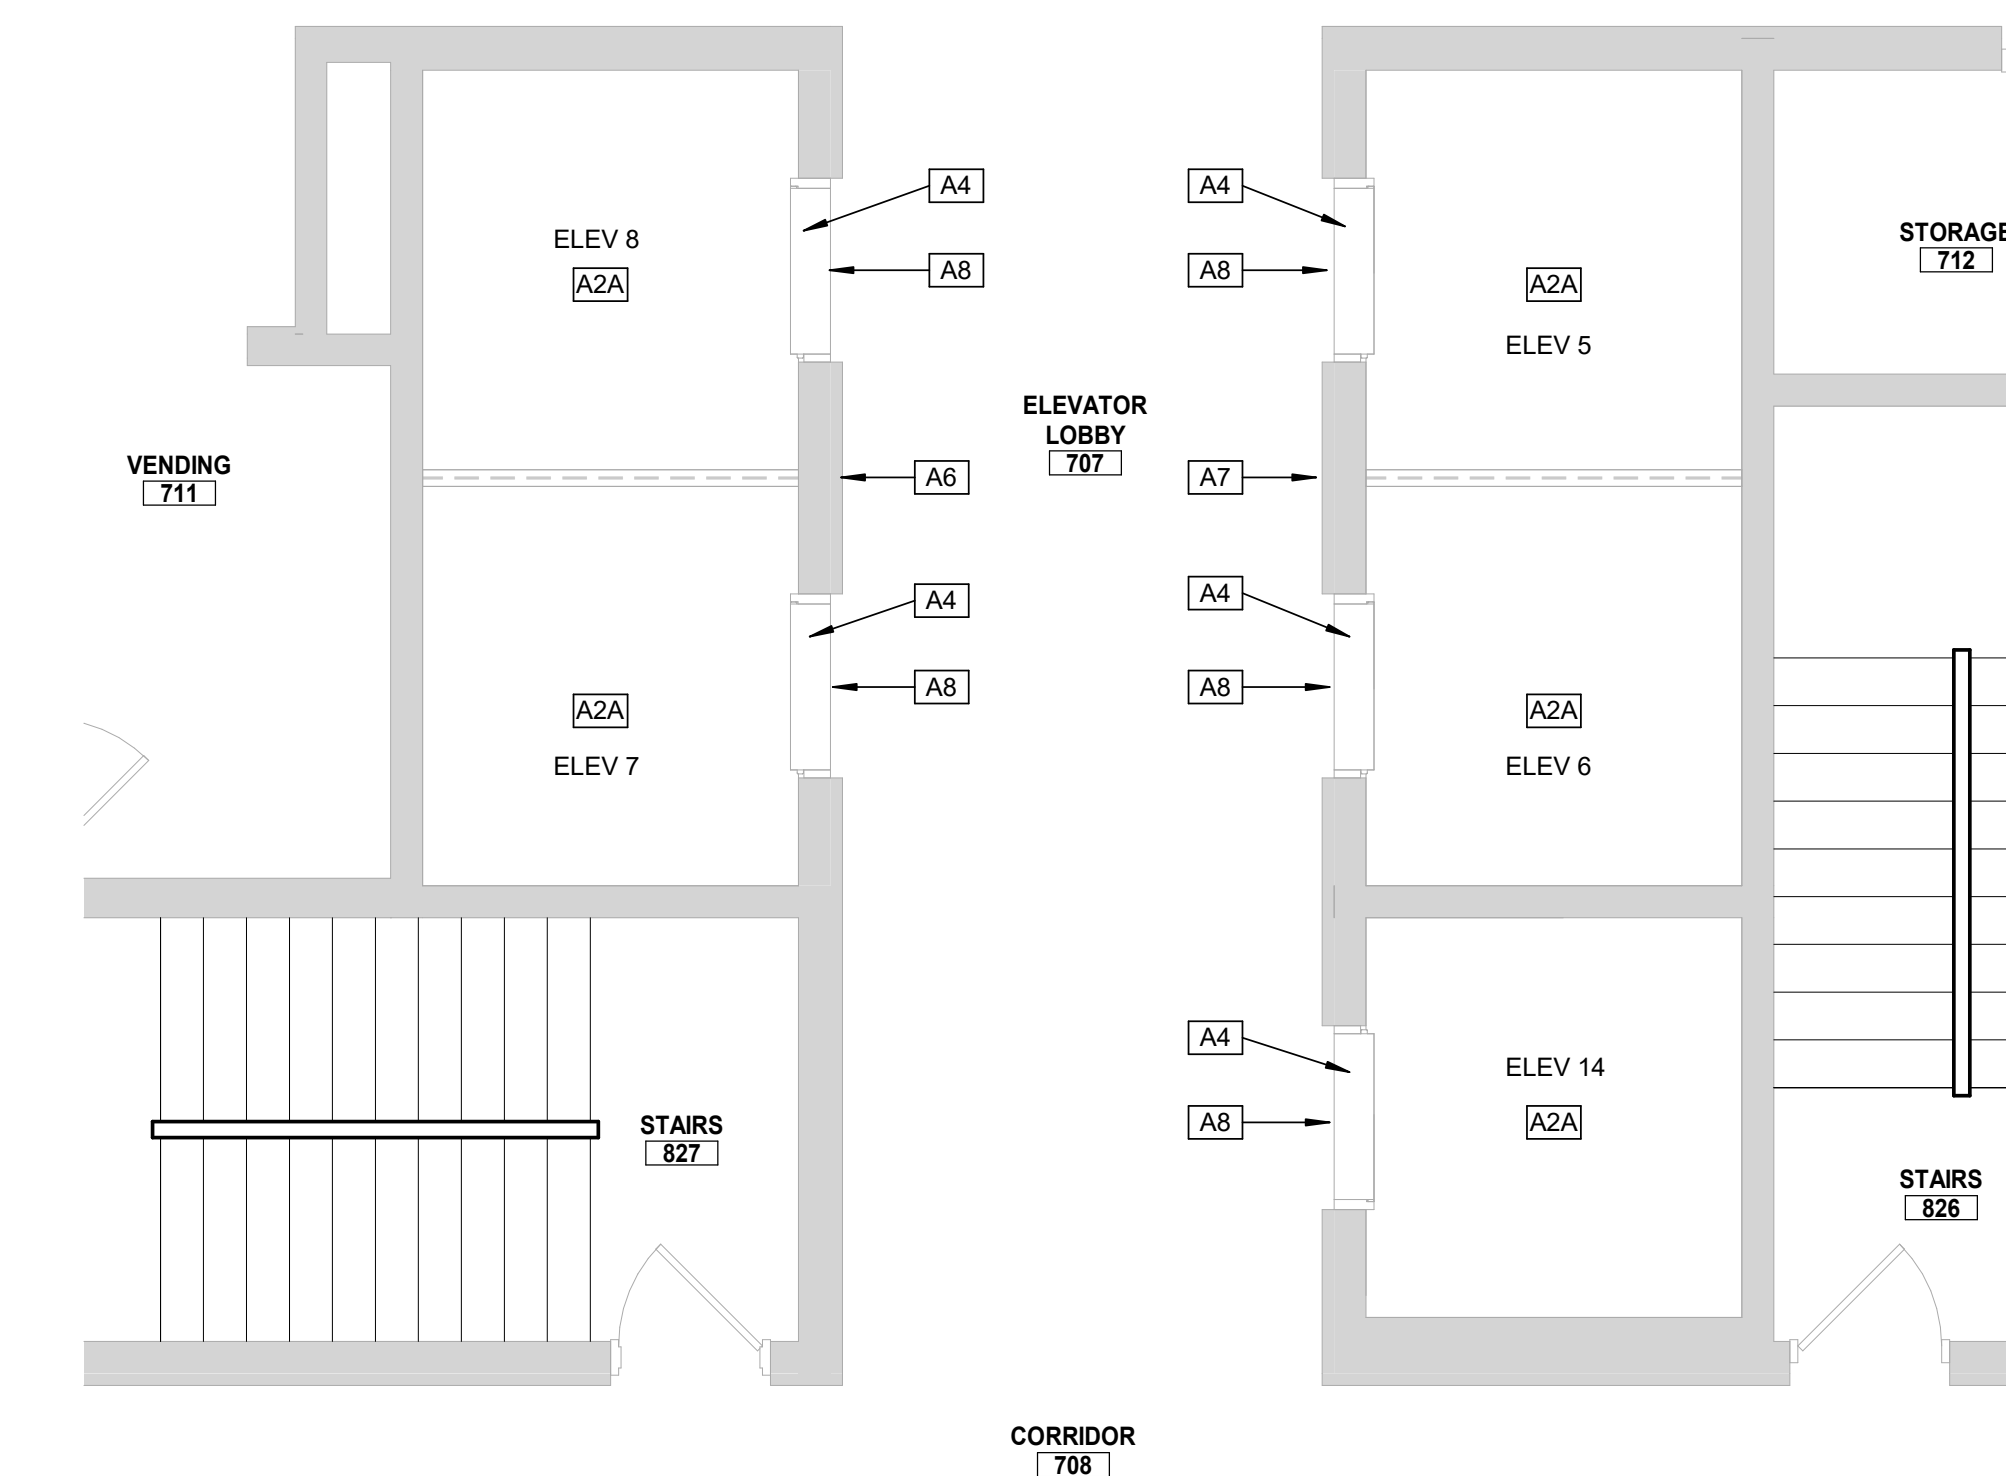 A4
A4
ELEV 8
STORAGE
712
A8
A8
A2A
A2A
ELEV 5
ELEVATOR
LOBBY
707
VENDING
711
A6
A7
A4
A4
A8
A8
A2A
A2A
ELEV 7
ELEV 6
A4
ELEV 14
A8
A2A
STAIRS
827
STAIRS
826
CORRIDOR
708